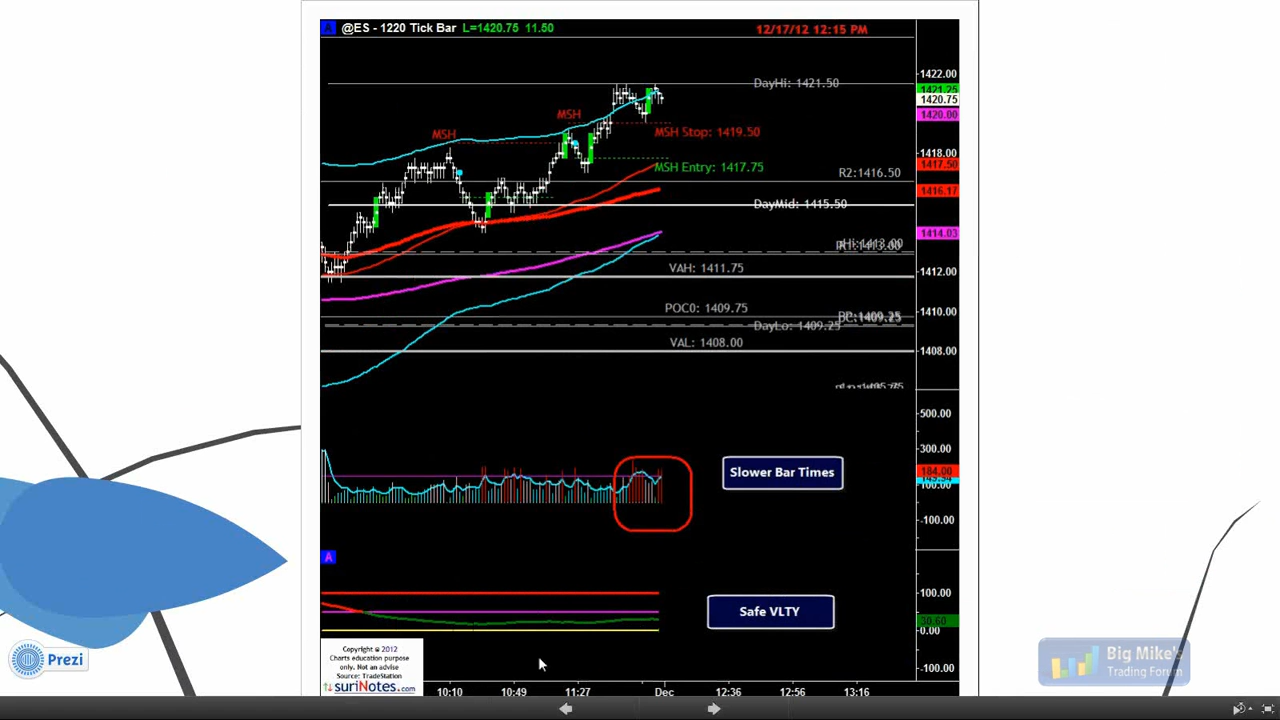 A @ES - 1220 Tick Bar L=1420.75 11.50
12/17/12 12:15 PM
1422.00
DayHi: 1421.50
1421.25
1420.75
1420.00
MSH
MSH
MSH Stop: 1419.50
1418.00
MSH Entry: 1417.75
1417.50
R2: 1416.50
1416.17
DayMid: 1415.50
1414.03
VAH: 1411.75
1412.00
POC0: 1409.75
1410.00
DayLo: 1409.25
VAL: 1408.00
1408.00
500.00
300.00
Slower Bar Times
184.00
100.00
-100.00
A
100.00
Safe VLTY
0.00
-100.00
Copyright © 2012
Charts education purpose
only. Not an advise
Source: TradeStation
suriNotes.com
10:10 10:49 11:27 Dec 12:36 12:56 13:16
Prezi
Big Mike's
Trading Forum